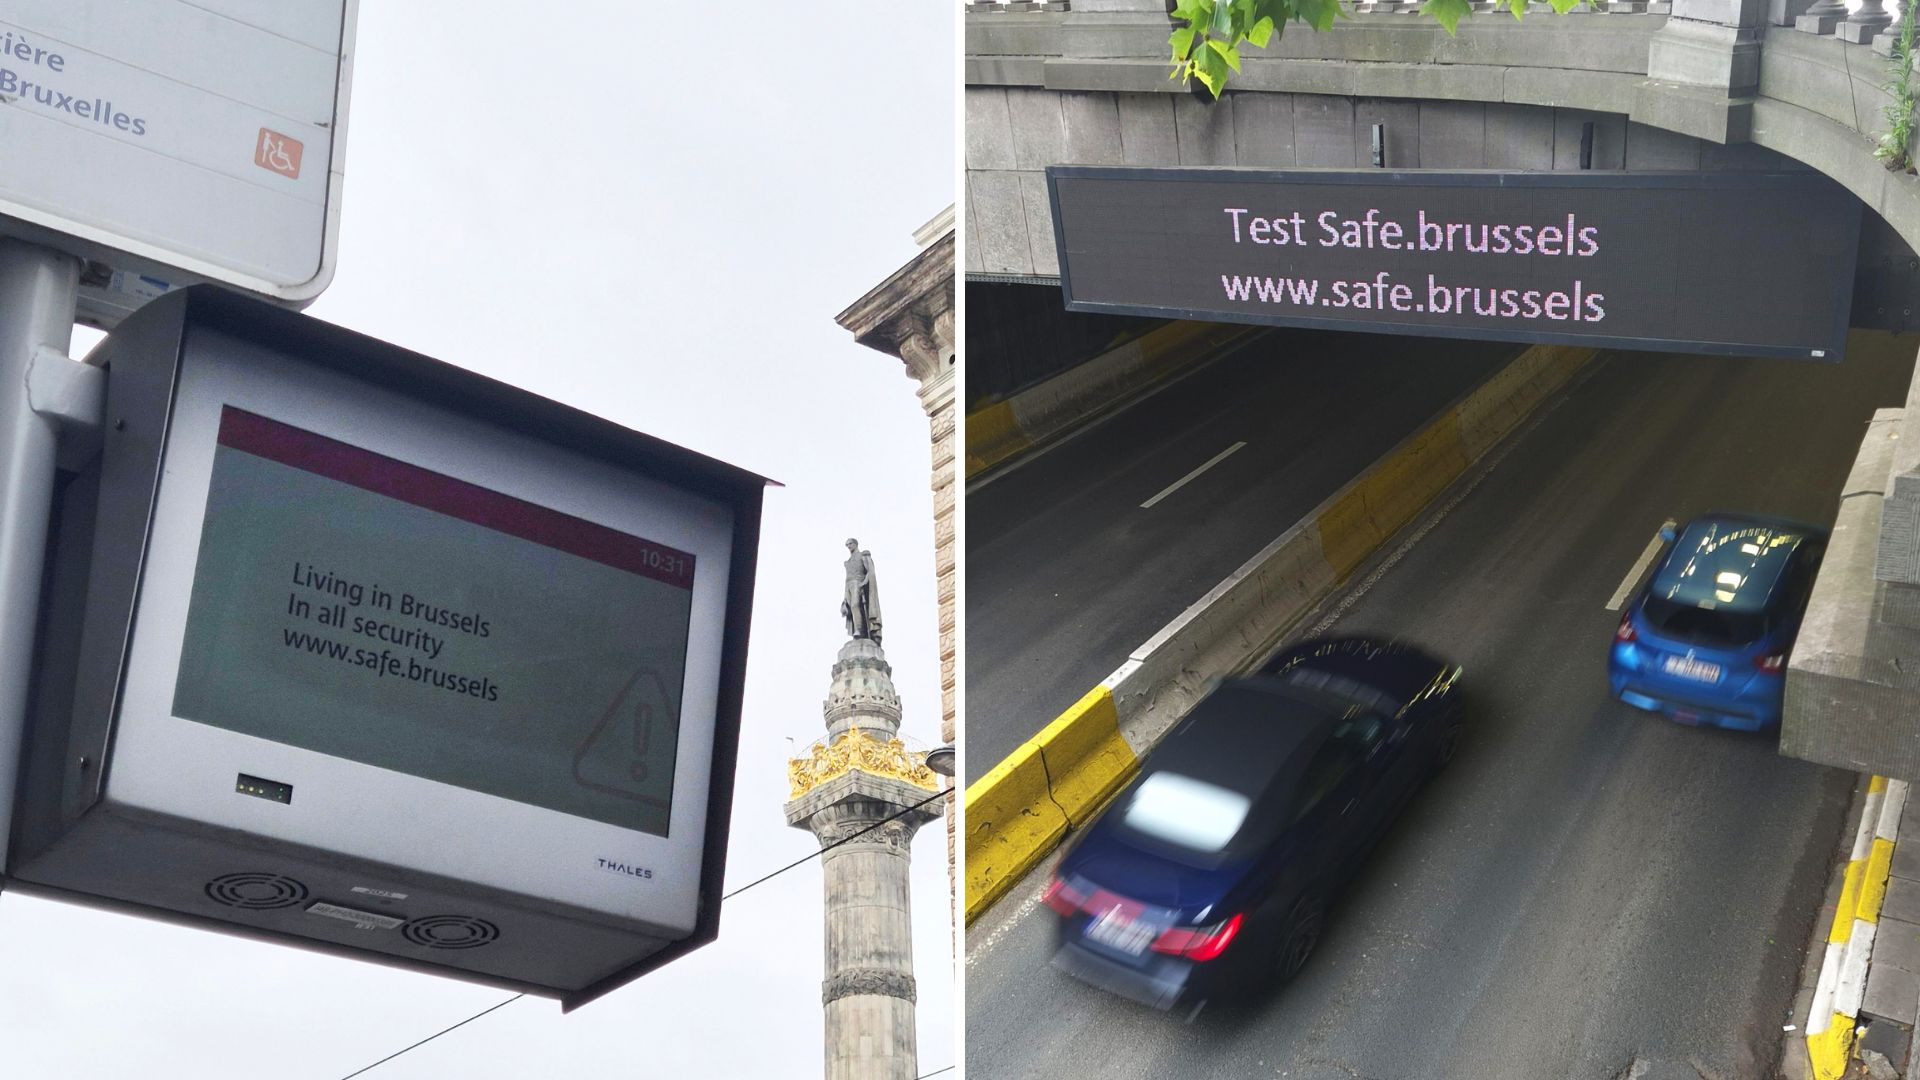 ière
Bruxelles
10:31
Living in Brussels
In all security
www.safe.brussels
THALES
Test Safe.brussels
www.safe.brussels